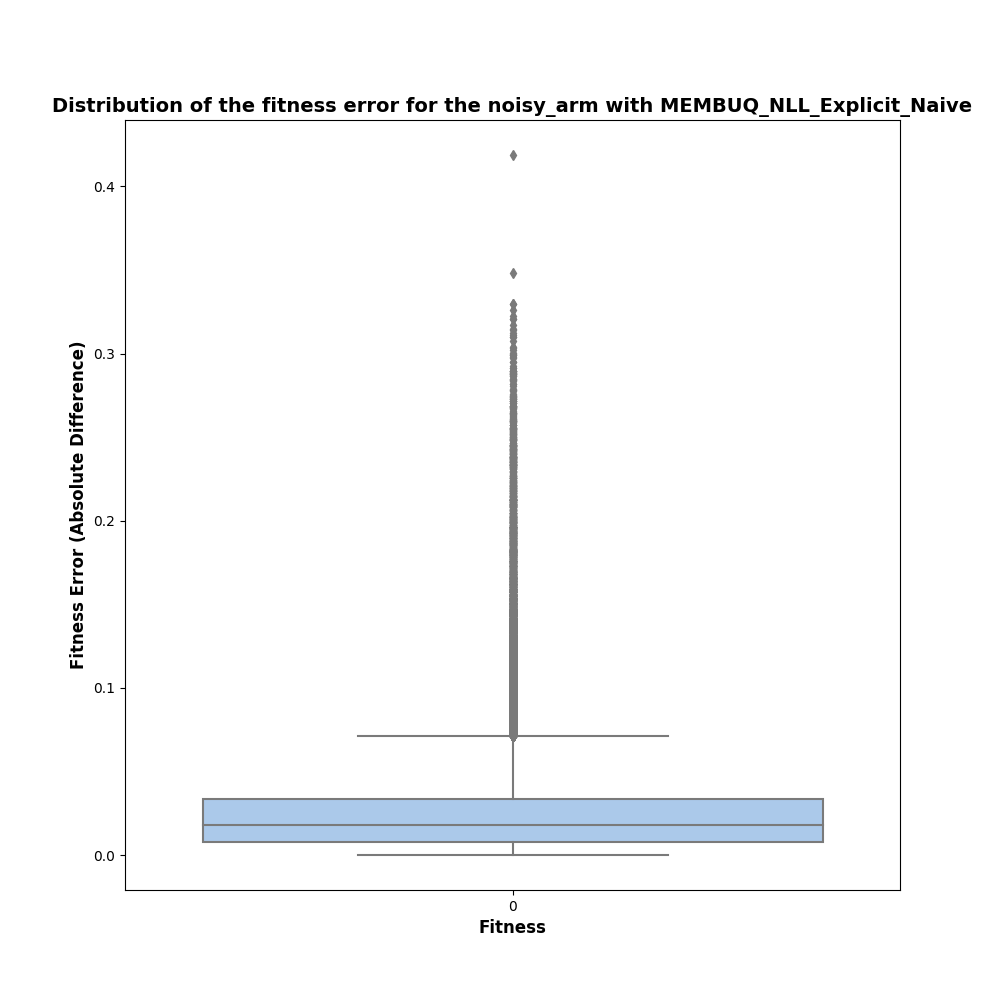 Distribution of the fitness error for the noisy_arm with MEMBUQ_NLL_Explicit_Naive
0.4
0.3
0.2
0.1
0.0
Fitness Error (Absolute Difference)
0
Fitness